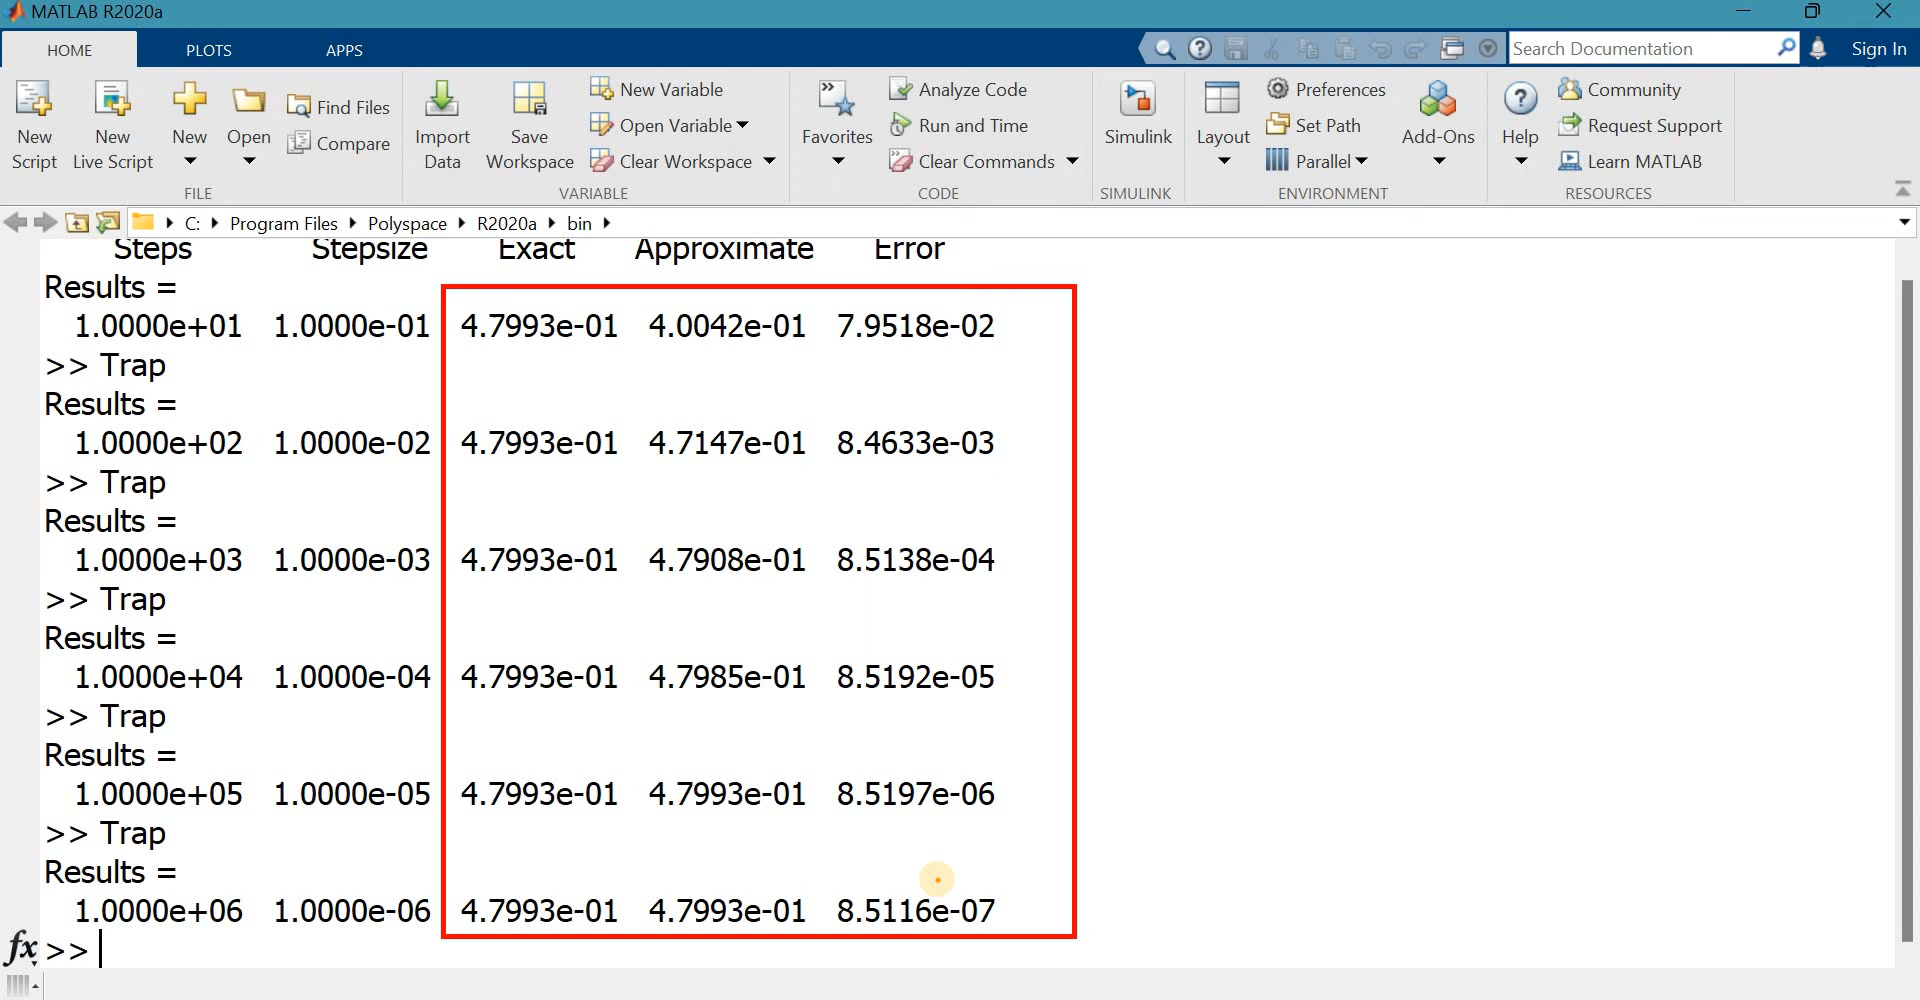 MATLAB R2020a
HOME PLOTS APPS
Search Documentation
Sign In
New Script
New Live Script
New
Open
Find Files
Compare
FILE
Import Data
Save Workspace
New Variable
Open Variable
Clear Workspace
VARIABLE
Favorites
Analyze Code
Run and Time
Clear Commands
CODE
Simulink
SIMULINK
Layout
Preferences
Set Path
Parallel
Add-Ons
ENVIRONMENT
Help
Community
Request Support
Learn MATLAB
RESOURCES
C: Program Files Polyspace R2020a bin
Steps Stepsize Exact Approximate Error
Results =
1.0000e+01 1.0000e-01 4.7993e-01 4.0042e-01 7.9518e-02
>> Trap
Results =
1.0000e+02 1.0000e-02 4.7993e-01 4.7147e-01 8.4633e-03
>> Trap
Results =
1.0000e+03 1.0000e-03 4.7993e-01 4.7908e-01 8.5138e-04
>> Trap
Results =
1.0000e+04 1.0000e-04 4.7993e-01 4.7985e-01 8.5192e-05
>> Trap
Results =
1.0000e+05 1.0000e-05 4.7993e-01 4.7993e-01 8.5197e-06
>> Trap
Results =
1.0000e+06 1.0000e-06 4.7993e-01 4.7993e-01 8.5116e-07
fx >>